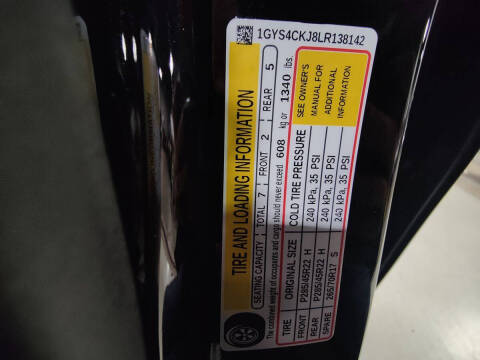 1GYS4CKJ8LR138142
TIRE AND LOADING INFORMATION
SEATING CAPACITY TOTAL 7 FRONT 2 REAR 5
The combined weight of occupants and cargo should never exceed 608 kg or 1340 lbs.
TIRE ORIGINAL SIZE COLD TIRE PRESSURE
FRONT P285/45R22 H 240 kPa, 35 PSI
REAR P285/45R22 H 240 kPa, 35 PSI
SPARE 265/70R17 S 240 kPa, 35 PSI
SEE OWNER'S
MANUAL FOR
ADDITIONAL
INFORMATION